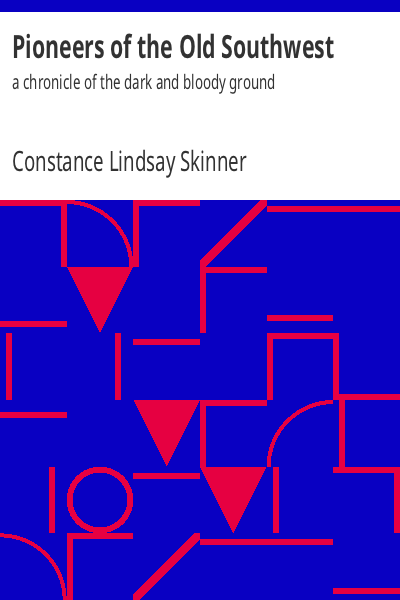 Pioneers of the Old Southwest
a chronicle of the dark and bloody ground
Constance Lindsay Skinner